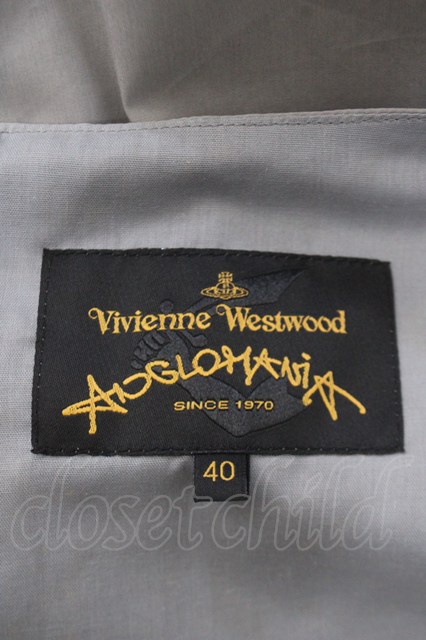 Vivienne Westwood
ANGLOMANIA
SINCE 1970
40
closet child